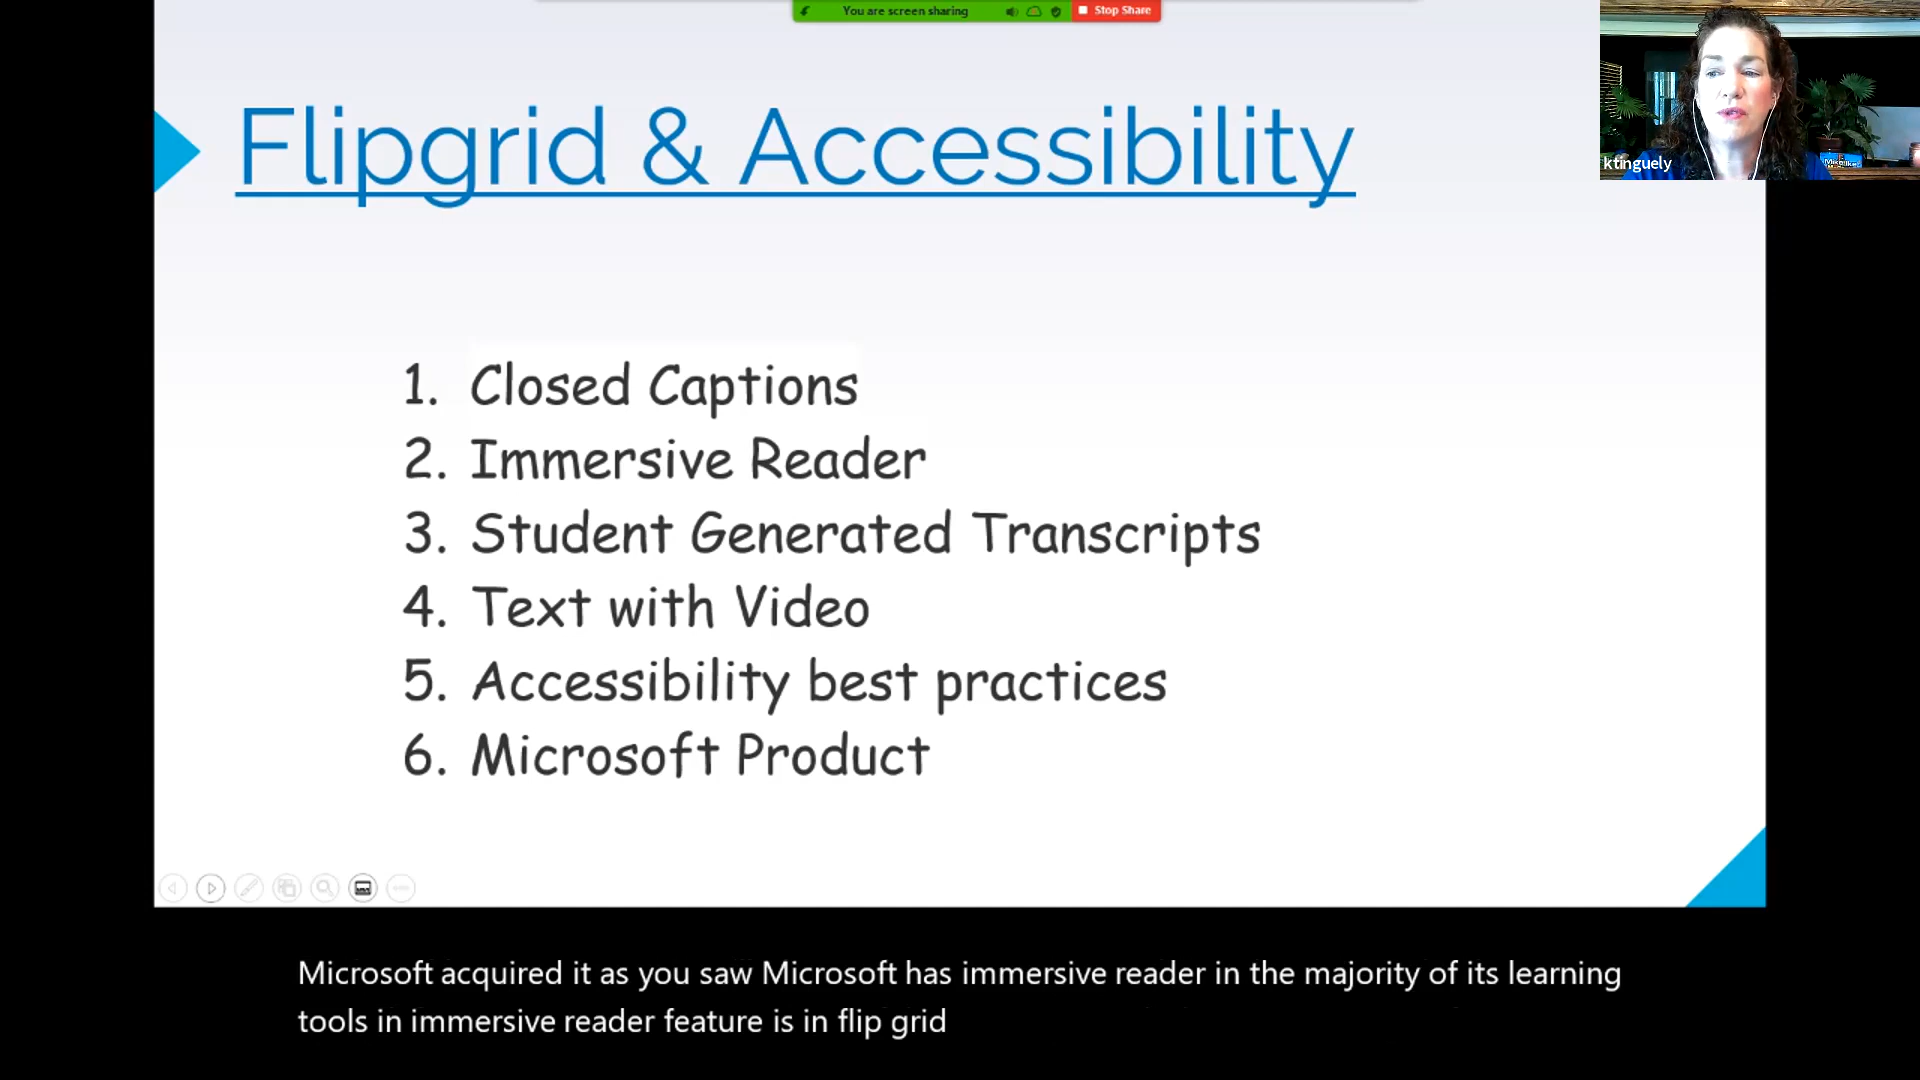 You are screen sharing
Stop Share
ktinguely
Flipgrid & Accessibility
1. Closed Captions
2. Immersive Reader
3. Student Generated Transcripts
4. Text with Video
5. Accessibility best practices
6. Microsoft Product
Microsoft acquired it as you saw Microsoft has immersive reader in the majority of its learning
tools in immersive reader feature is in flip grid